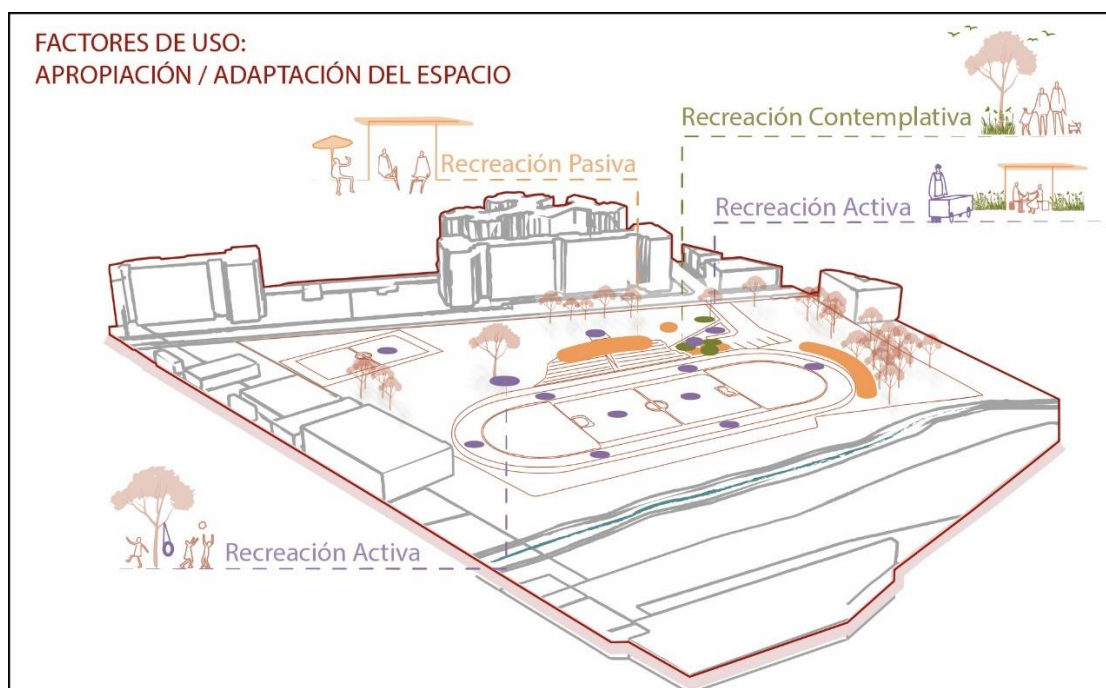 FACTORES DE USO:
APROPIACIÓN / ADAPTACIÓN DEL ESPACIO
Recreación Contemplativa
Recreación Pasiva
Recreación Activa
Recreación Activa